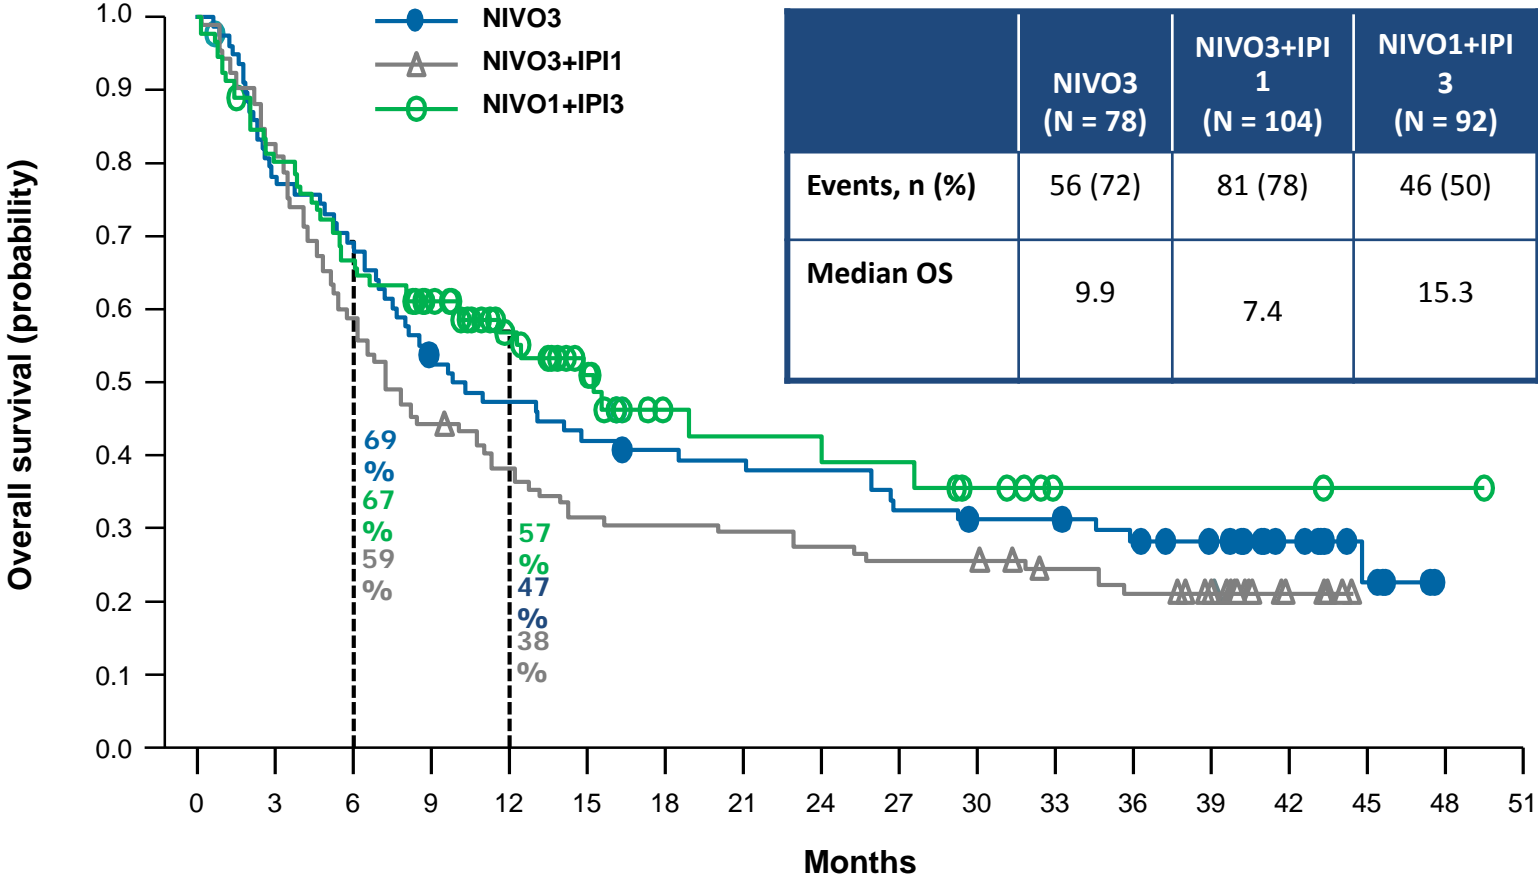 NIVO3
NIVO3+IPI1
NIVO1+IPI3
NIVO3
(N = 78)
NIVO3+IPI
1
(N = 104)
NIVO1+IPI
3
(N = 92)
Events, n (%) 56 (72) 81 (78) 46 (50)
Median OS 9.9 7.4 15.3
Overall survival (probability)
1.0
0.9
0.8
0.7
0.6
0.5
0.4
0.3
0.2
0.1
0.0
69
%
67
%
59
%
57
%
47
%
38
%
0 3 6 9 12 15 18 21 24 27 30 33 36 39 42 45 48 51
Months